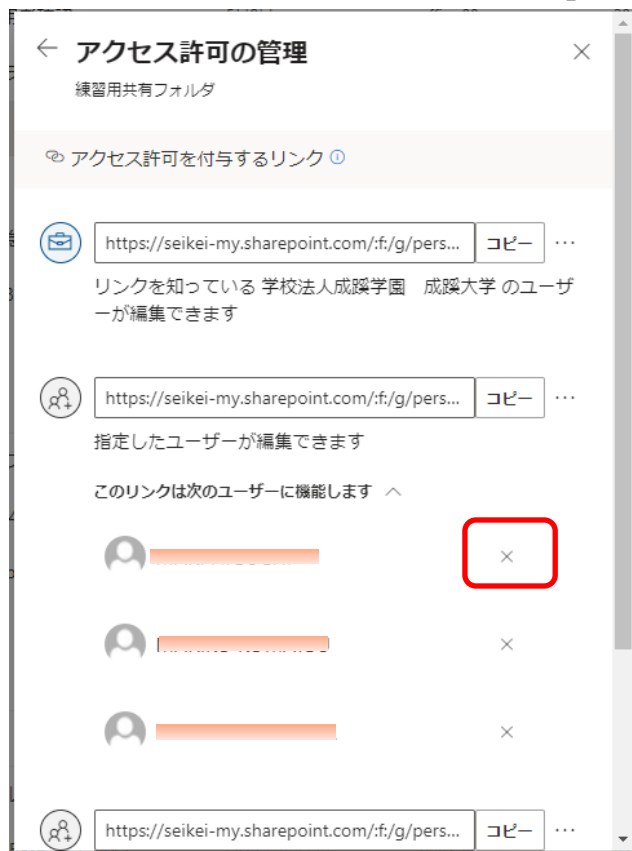 アクセス許可の管理
練習用共有フォルダ
アクセス許可を付与するリンク
https://seikei-my.sharepoint.com/:f:/g/pers... コピー ...
リンクを知っている 学校法人成蹊学園　成蹊大学 のユーザ
ーが編集できます
https://seikei-my.sharepoint.com/:f:/g/pers... コピー ...
指定したユーザーが編集できます
このリンクは次のユーザーに機能します
https://seikei-my.sharepoint.com/:f:/g/pers... コピー ...